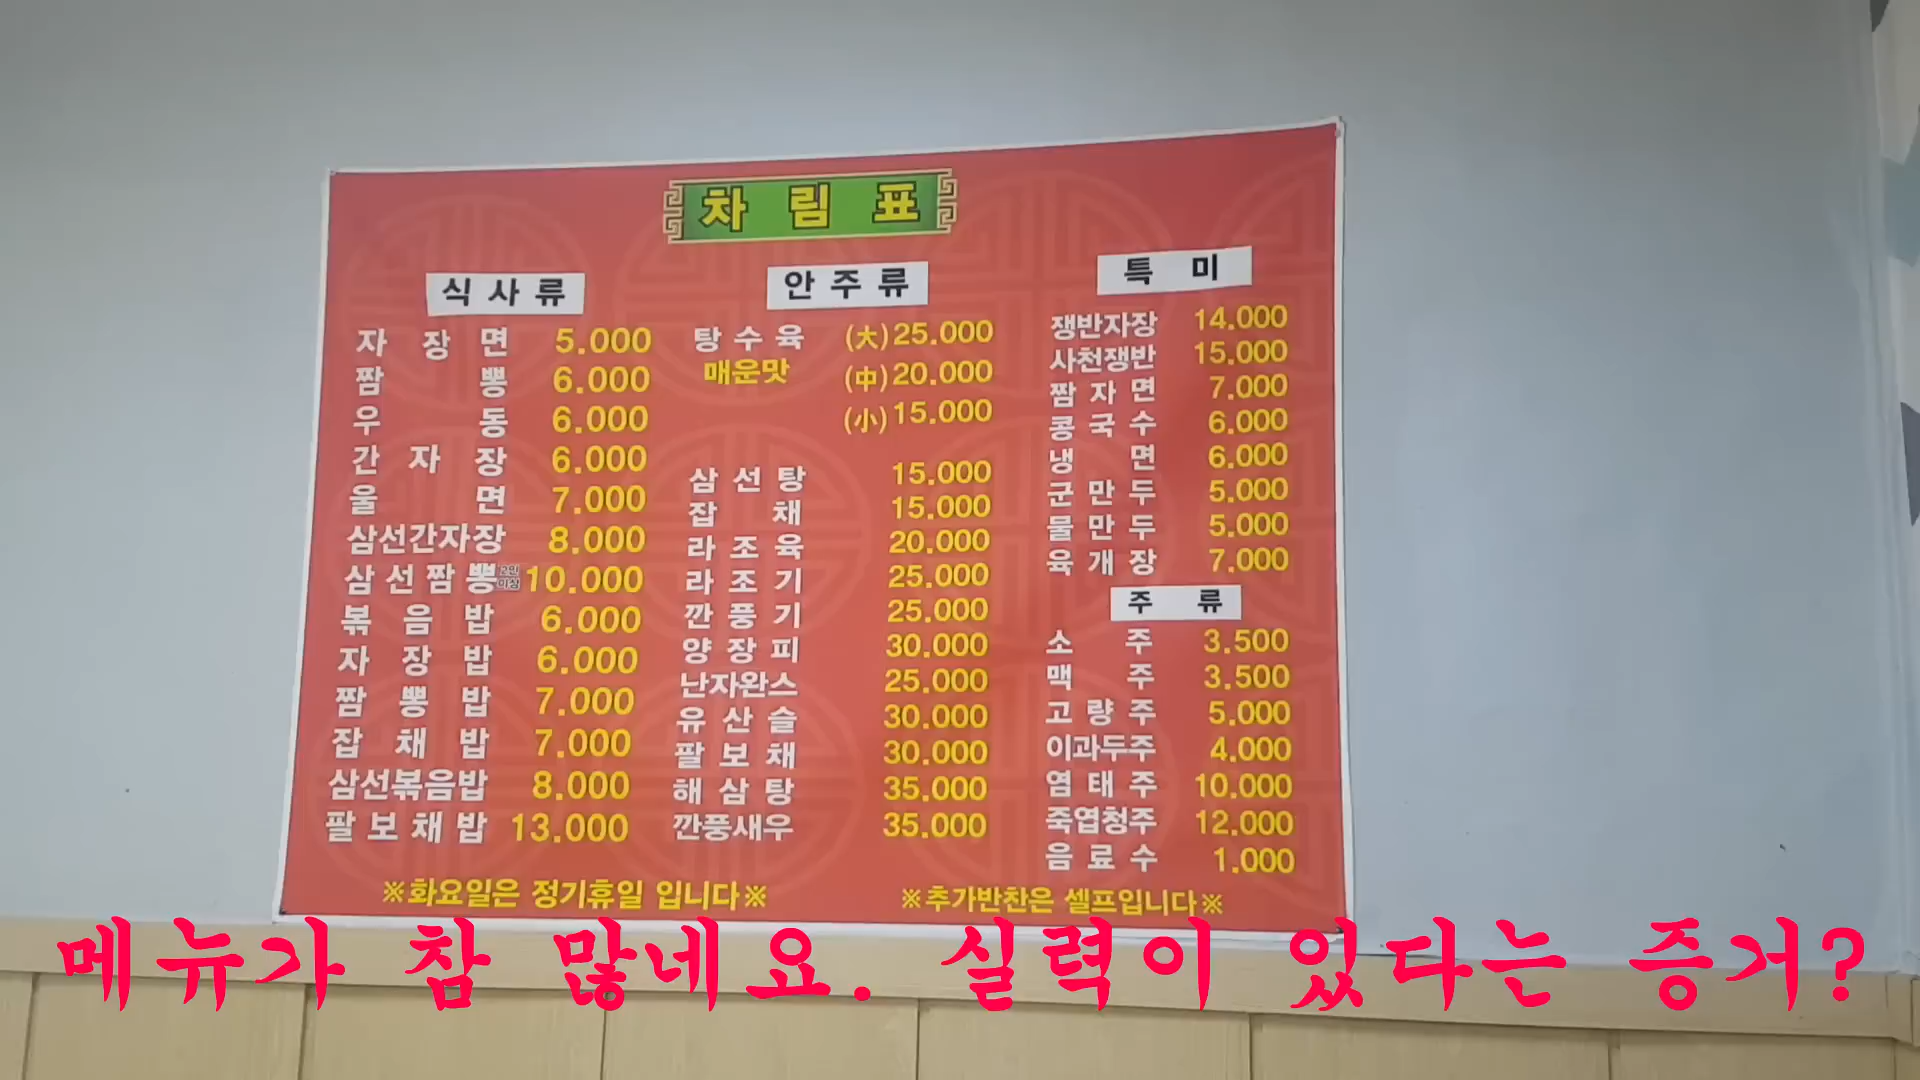 차림표
식사류
자장면 5.000
짬뽕 6.000
우동 6.000
간자장 6.000
울면 7.000
삼선간자장 8.000
삼선짬뽕 2인이상 10.000
볶음밥 6.000
자장밥 6.000
짬뽕밥 7.000
잡채밥 7.000
삼선볶음밥 8.000
팔보채밥 13.000
안주류
탕수육 (大) 25.000
매운맛 (中) 20.000
(小) 15.000
삼선탕 15.000
잡채 15.000
라조육 20.000
라조기 25.000
깐풍기 25.000
양장피 30.000
난자완스 25.000
유산슬 30.000
팔보채 30.000
해삼탕 35.000
깐풍새우 35.000
특미
쟁반자장 14.000
사천쟁반 15.000
짬자면 7.000
콩국수 6.000
냉면 6.000
군만두 5.000
물만두 5.000
육개장 7.000
주류
소주 3.500
맥주 3.500
고량주 5.000
이과두주 4.000
염태주 10.000
죽엽청주 12.000
음료수 1.000
※화요일은 정기휴일 입니다※
※추가반찬은 셀프입니다※
메뉴가 참 많네요. 실력이 있다는 증거?